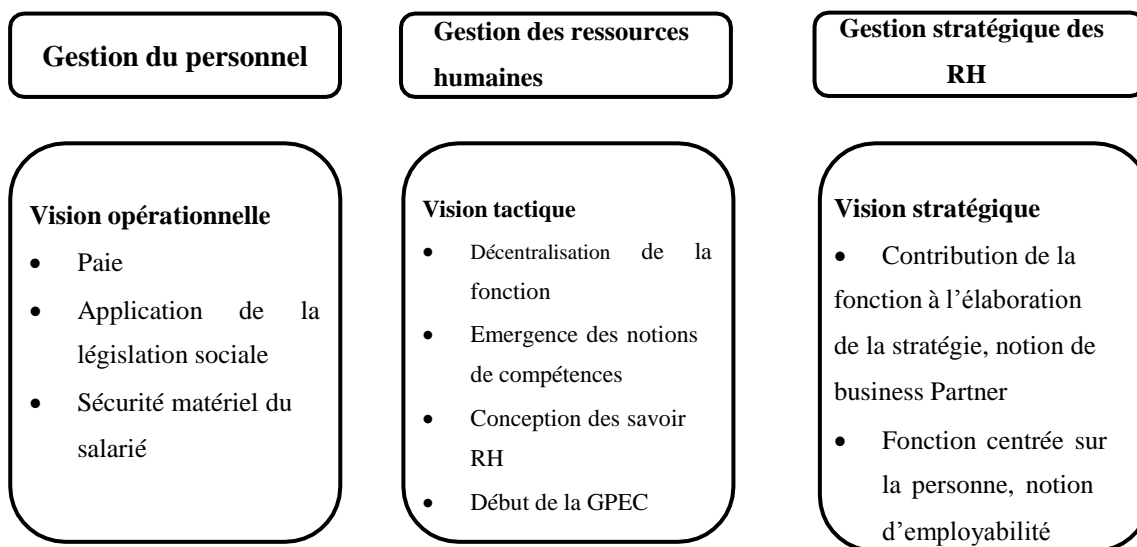 Gestion du personnel
Gestion des ressources
humaines
Gestion stratégique des
RH
Vision opérationnelle
• Paie
• Application de la
législation sociale
• Sécurité matériel du
salarié
Vision tactique
• Décentralisation de la
fonction
• Emergence des notions
de compétences
• Conception des savoir
RH
• Début de la GPEC
Vision stratégique
• Contribution de la
fonction à l’élaboration
de la stratégie, notion de
business Partner
• Fonction centrée sur
la personne, notion
d’employabilité